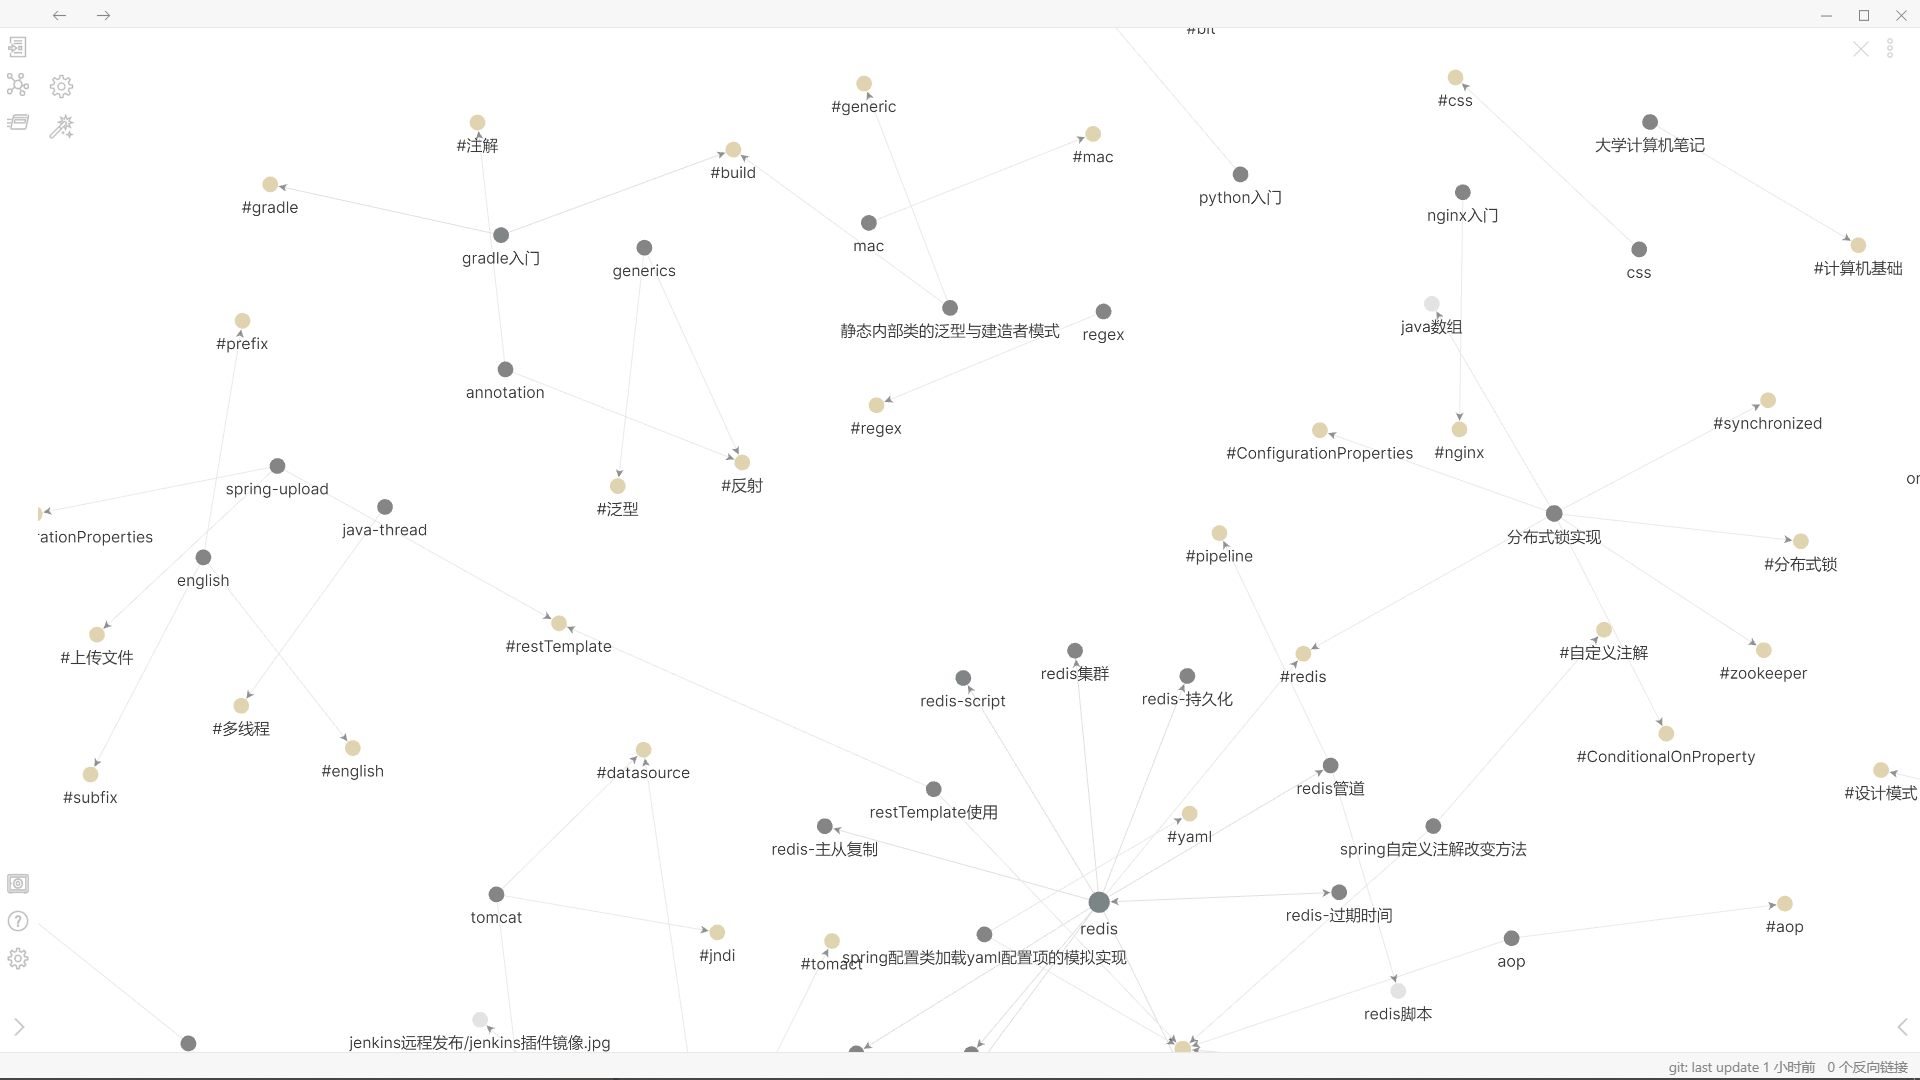 #bit
#generic
#css
#注解
大学计算机笔记
#mac
#build
python入门
#gradle
nginx入门
mac
gradle入门
generics
css
#计算机基础
java数组
静态内部类的泛型与建造者模式
regex
#prefix
annotation
#synchronized
#regex
#ConfigurationProperties
#nginx
#反射
spring-upload
#泛型
java-thread
rationProperties
分布式锁实现
#pipeline
#分布式锁
english
#restTemplate
#上传文件
#自定义注解
redis集群
#redis
#zookeeper
redis-script
redis-持久化
#多线程
#ConditionalOnProperty
#english
#datasource
redis管道
#设计模式
#subfix
restTemplate使用
#yaml
redis-主从复制
spring自定义注解改变方法
tomcat
redis-过期时间
redis
#aop
#jndi
#tomact
spring配置类加载yaml配置项的模拟实现
aop
redis脚本
jenkins远程发布/jenkins插件镜像.jpg
git: last update 1 小时前 0 个反向链接